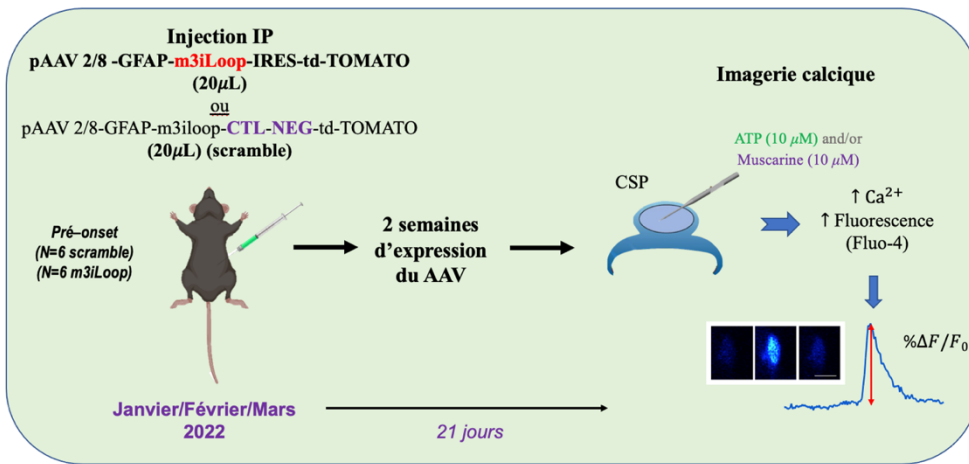 Injection IP
pAAV 2/8 -GFAP-m3iLoop-IRES-td-TOMATO
(20μL)
ou
pAAV 2/8-GFAP-m3iloop-CTL-NEG-td-TOMATO
(20μL) (scramble)
Pré–onset
(N=6 scramble)
(N=6 m3iLoop)
2 semaines
d'expression
du AAV
Imagerie calcique
ATP (10 μM) and/or
Muscarine (10 μM)
CSP
↑ Ca2+
↑ Fluorescence
(Fluo-4)
%ΔF/F0
Janvier/Février/Mars
2022
21 jours